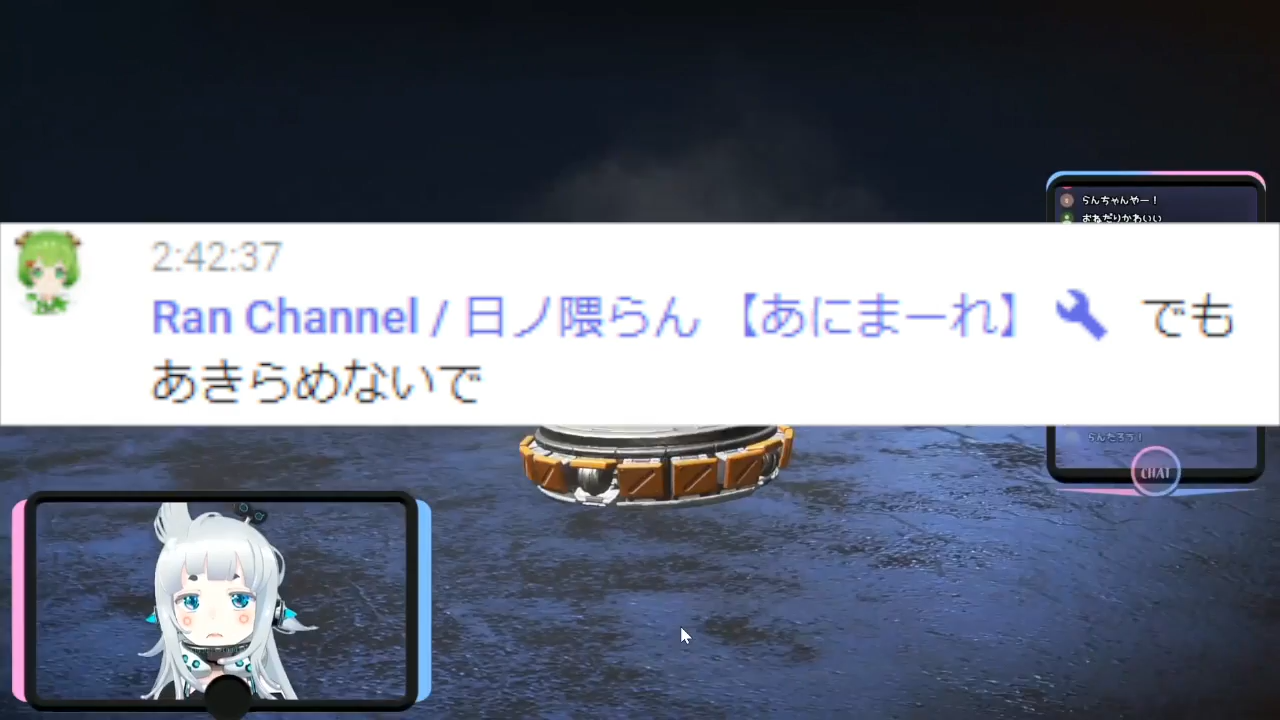 らんちゃんやー！
おねだりかわいい
2:42:37
Ran Channel / 日ノ隈らん 【あにまーれ】 でも
あきらめないで
らんたろう！
CHAT